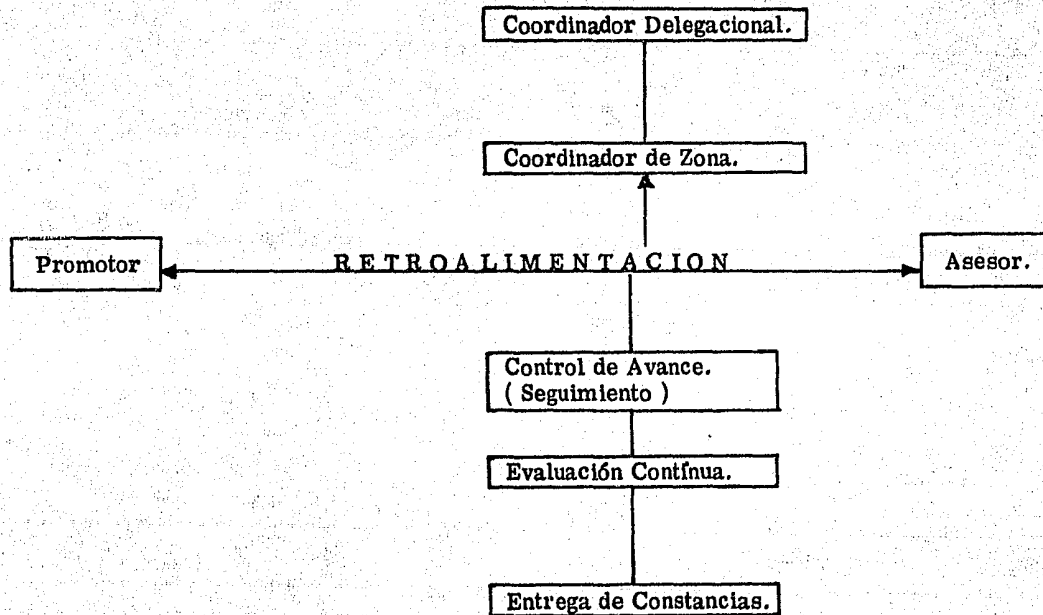 Coordinador Delegacional.
Coordinador de Zona.
Promotor
RETROALIMENTACION
Asesor.
Control de Avance.
( Seguimiento )
Evaluación Contínua.
Entrega de Constancias.